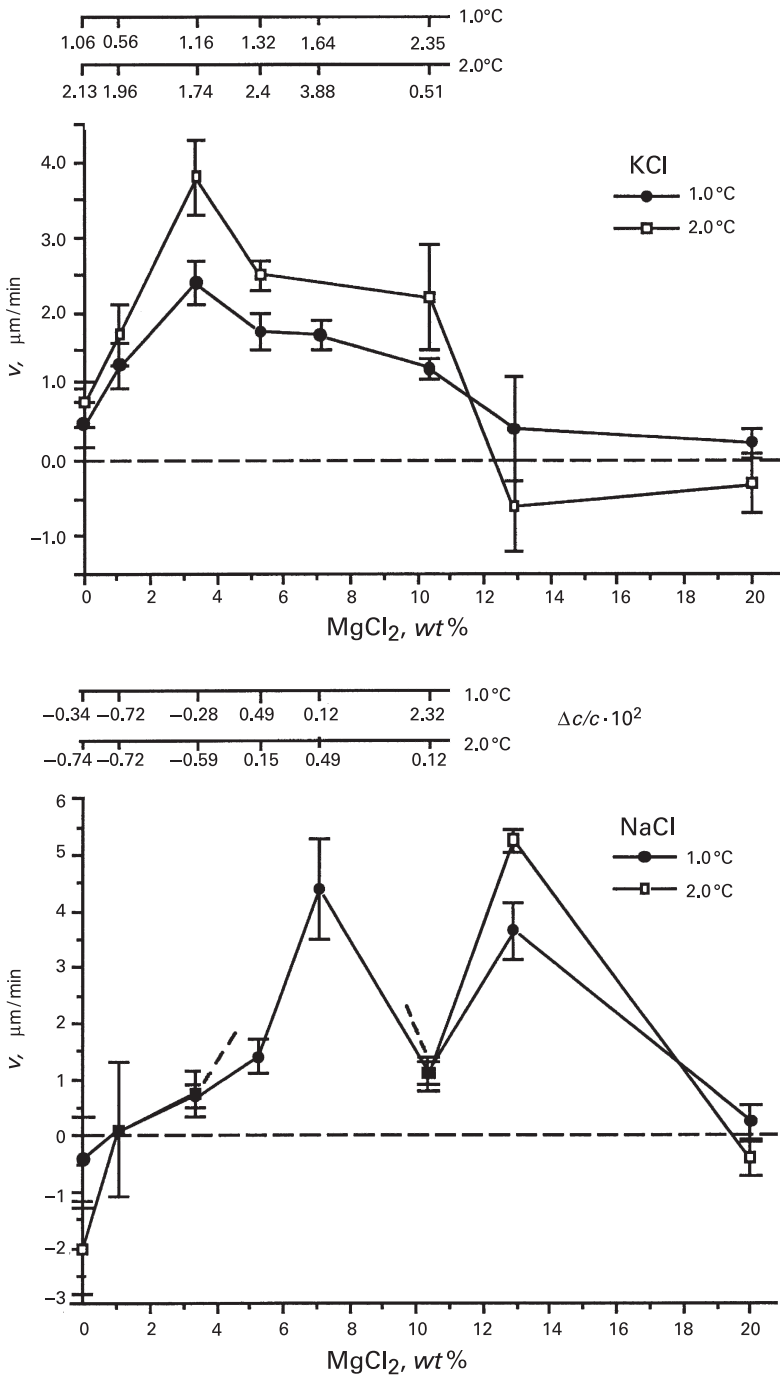 1.0°C
1.06 0.56 1.16 1.32 1.64 2.35
2.0°C
2.13 1.96 1.74 2.4 3.88 0.51
4.0
3.0
2.0
1.0
0.0
−1.0
v, μm/min
KCl
1.0°C
2.0°C
0 2 4 6 8 10 12 14 16 18 20
MgCl₂, wt%
1.0°C
−0.34 −0.72 −0.28 0.49 0.12 2.32
Δc/c·10²
2.0°C
−0.74 −0.72 −0.59 0.15 0.49 0.12
6
5
4
3
2
1
0
−1
−2
−3
v, μm/min
NaCl
1.0°C
2.0°C
0 2 4 6 8 10 12 14 16 18 20
MgCl₂, wt%